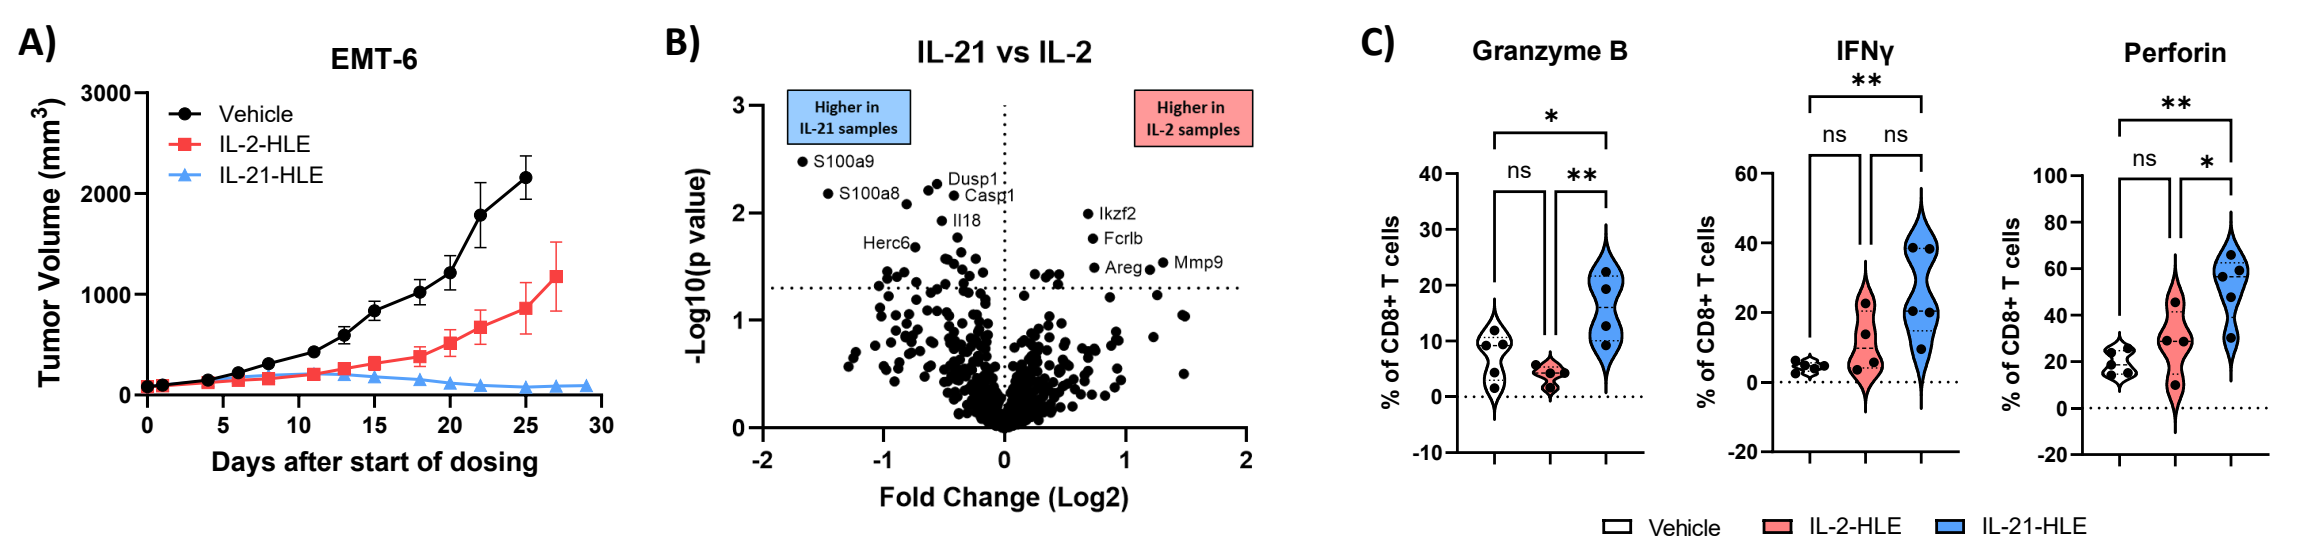 A)
EMT-6
Tumor Volume (mm3)
3000
2000
1000
0
Vehicle
IL-2-HLE
IL-21-HLE
0 5 10 15 20 25 30
Days after start of dosing
B)
IL-21 vs IL-2
Higher in
IL-21 samples
Higher in
IL-2 samples
-Log10(p value)
3
2
1
0
S100a9
S100a8
Dusp1
Casp1
Il18
Herc6
Ikzf2
Fcrlb
Areg
Mmp9
-2 -1 0 1 2
Fold Change (Log2)
C)
Granzyme B
*
ns
**
% of CD8+ T cells
40
30
20
10
0
-10
IFNγ
**
ns
ns
% of CD8+ T cells
60
40
20
0
-20
Perforin
**
ns
*
% of CD8+ T cells
100
80
60
40
20
0
-20
Vehicle
IL-2-HLE
IL-21-HLE